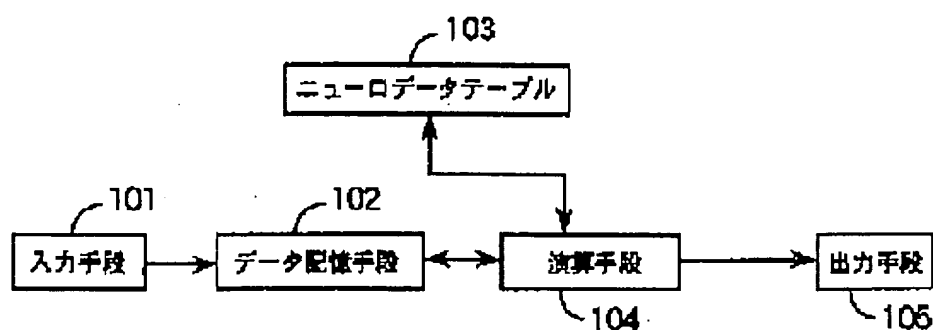 103
ニューロデータテーブル
101
102
入力手段
データ記憶手段
演算手段
出力手段
104
105